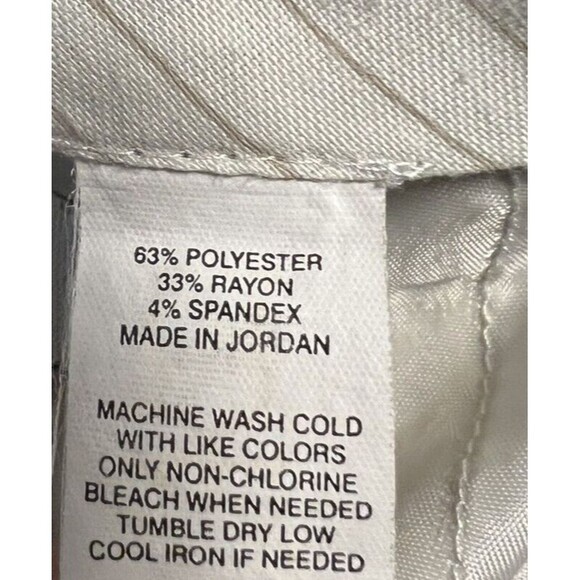 63% POLYESTER
33% RAYON
4% SPANDEX
MADE IN JORDAN
MACHINE WASH COLD
WITH LIKE COLORS
ONLY NON-CHLORINE
BLEACH WHEN NEEDED
TUMBLE DRY LOW
COOL IRON IF NEEDED